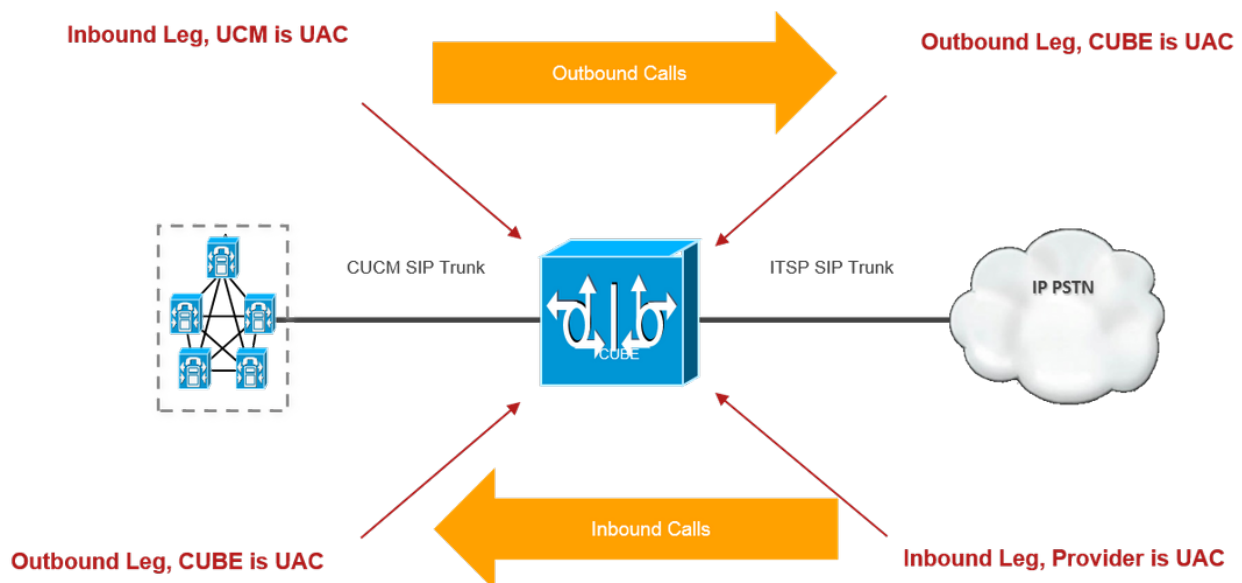 Inbound Leg, UCM is UAC
Outbound Calls
Outbound Leg, CUBE is UAC
CUCM SIP Trunk
ITSP SIP Trunk
IP PSTN
CUBE
Inbound Calls
Outbound Leg, CUBE is UAC
Inbound Leg, Provider is UAC